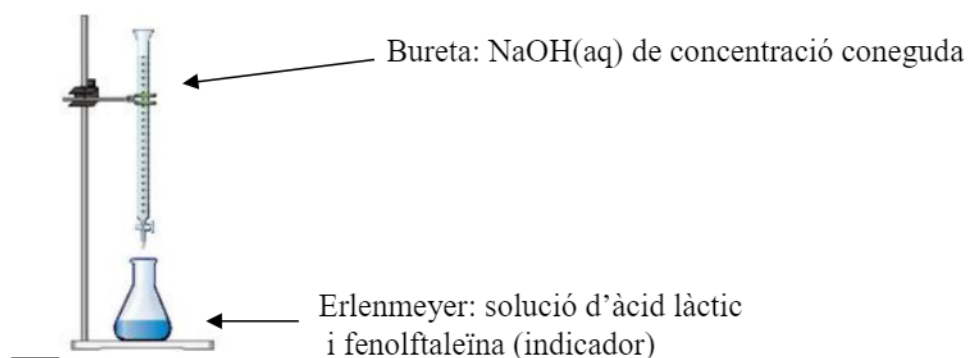 Bureta: NaOH(aq) de concentració coneguda
Erlenmeyer: solució d’àcid làctic
i fenolftaleïna (indicador)